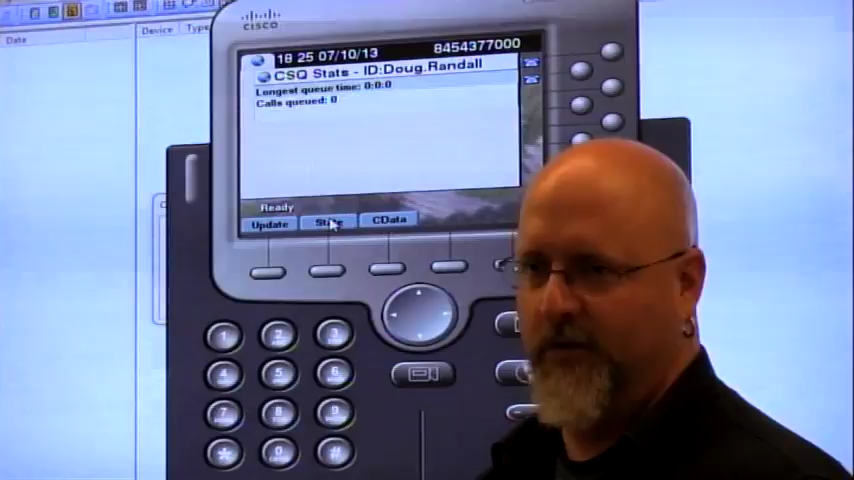 Date
Device
Type
CISCO
18 25 07/10/13
8454377000
CSQ Stats - ID:Doug.Randall
Longest queue time: 0:0:0
Calls queued: 0
Ready
Update
CData
1
2
3
4
5
6
7
8
9
*
0
#